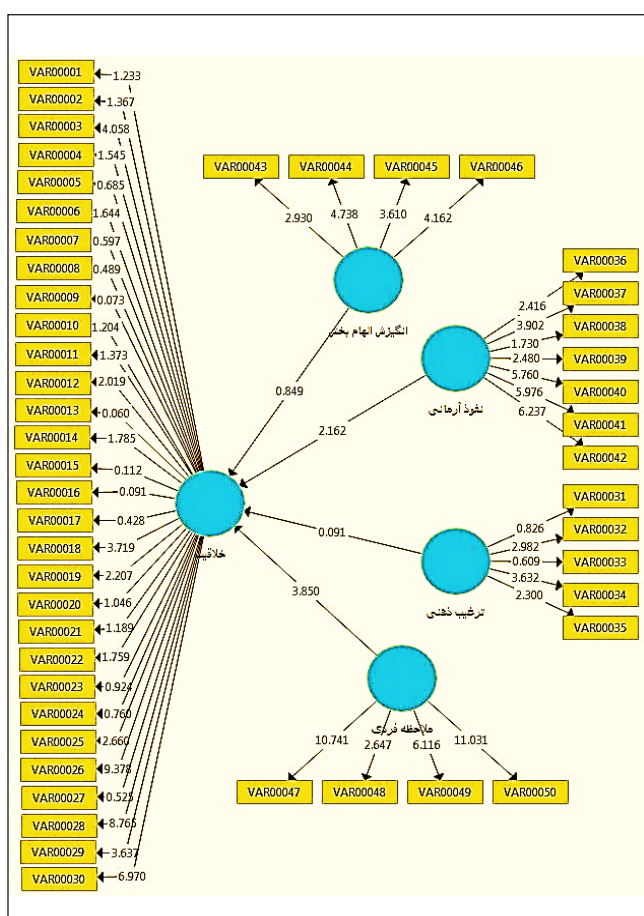 VAR00001
1.233
VAR00002
1.367
VAR00003
4.058
VAR00004
1.545
VAR00005
0.685
VAR00006
1.644
VAR00007
0.597
VAR00008
0.489
VAR00009
0.073
VAR00010
1.204
VAR00011
1.373
VAR00012
2.019
VAR00013
0.060
VAR00014
1.785
VAR00015
0.112
VAR00016
0.091
VAR00017
0.428
VAR00018
3.719
VAR00019
2.207
VAR00020
1.046
VAR00021
1.189
VAR00022
1.759
VAR00023
0.924
VAR00024
0.760
VAR00025
2.660
VAR00026
9.378
VAR00027
0.525
VAR00028
8.765
VAR00029
3.637
VAR00030
6.970
خلاقیت
VAR00043
VAR00044
VAR00045
VAR00046
2.930
4.738
3.610
4.162
انگیزش الهام بخش
0.849
VAR00036
2.416
VAR00037
3.902
VAR00038
1.730
VAR00039
2.480
VAR00040
5.760
VAR00041
5.976
VAR00042
6.237
نفوذ آرمانی
2.162
VAR00031
0.826
VAR00032
2.982
VAR00033
0.609
VAR00034
3.632
VAR00035
2.300
ترغیب ذهنی
0.091
3.850
ملاحظه فردی
10.741
2.647
6.116
11.031
VAR00047
VAR00048
VAR00049
VAR00050